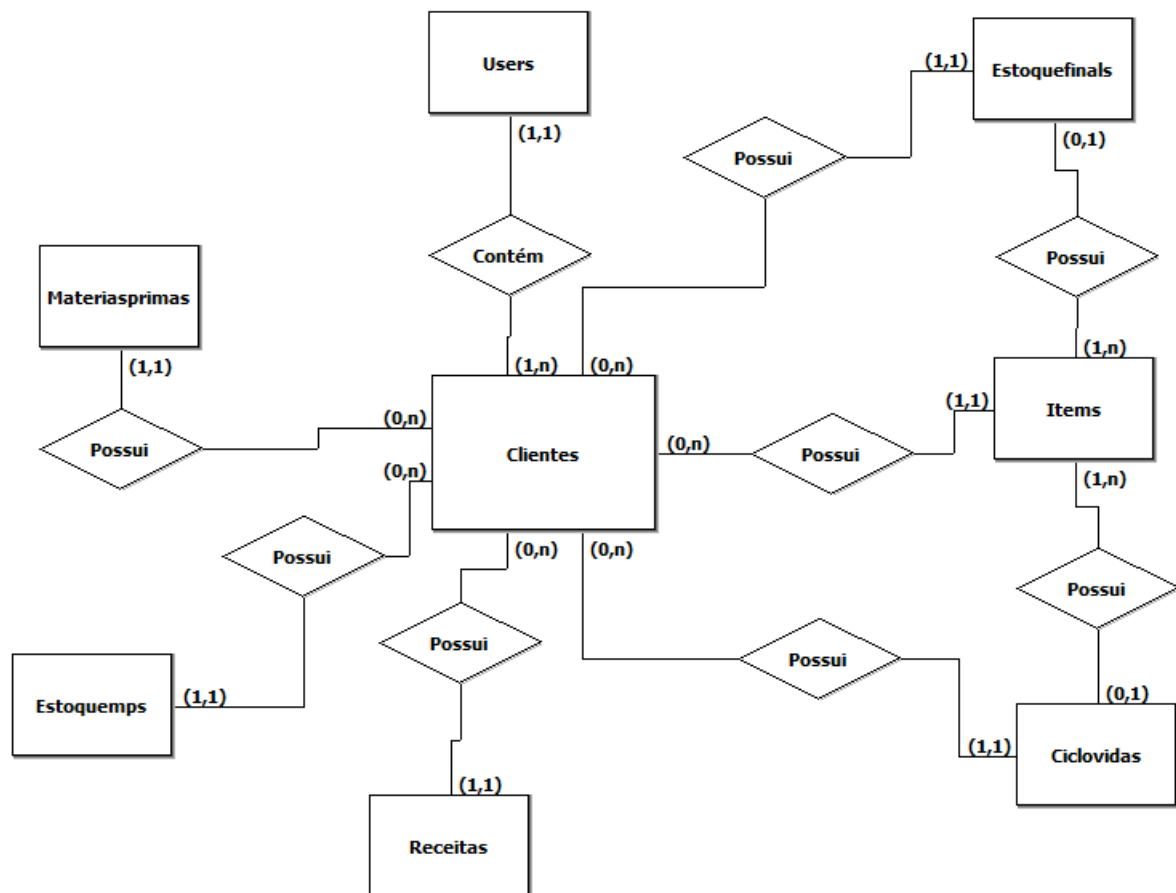 Users
(1,1)
Estoquefinals
(1,1)
(0,1)
Possui
Contém
Possui
Materiasprimas
(1,1)
(1,n)
(0,n)
(1,n)
(0,n)
(1,1)
Items
Possui
Clientes
(0,n)
Possui
(0,n)
(1,n)
Possui
(0,n)
(0,n)
Possui
Possui
Possui
Estoquemps
(1,1)
(0,1)
(1,1)
Ciclovidas
(1,1)
Receitas